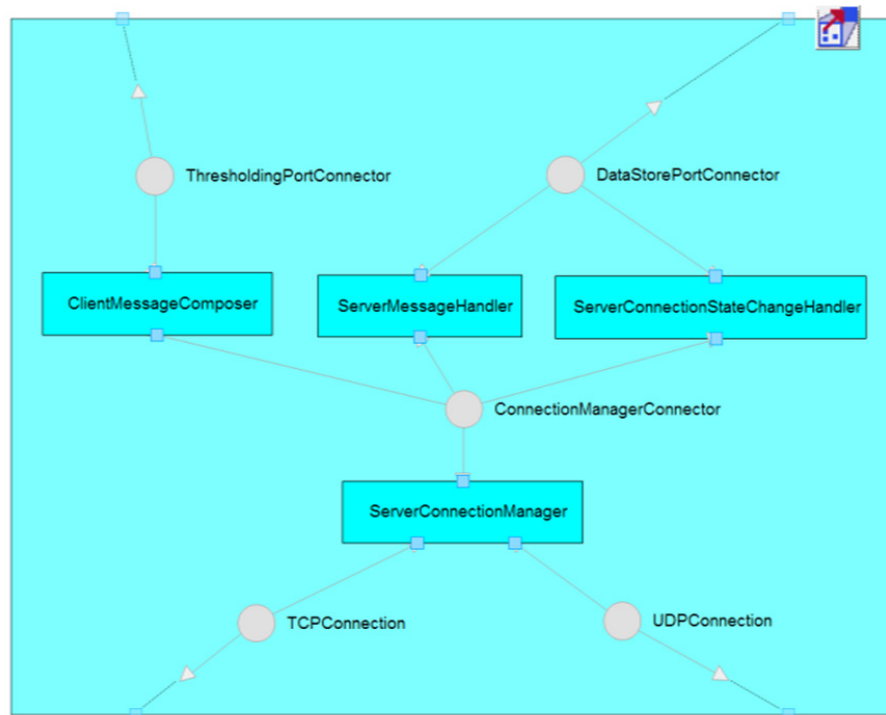 ThresholdingPortConnector
DataStorePortConnector
ClientMessageComposer
ServerMessageHandler
ServerConnectionStateChangeHandler
ConnectionManagerConnector
ServerConnectionManager
TCPConnection
UDPConnection